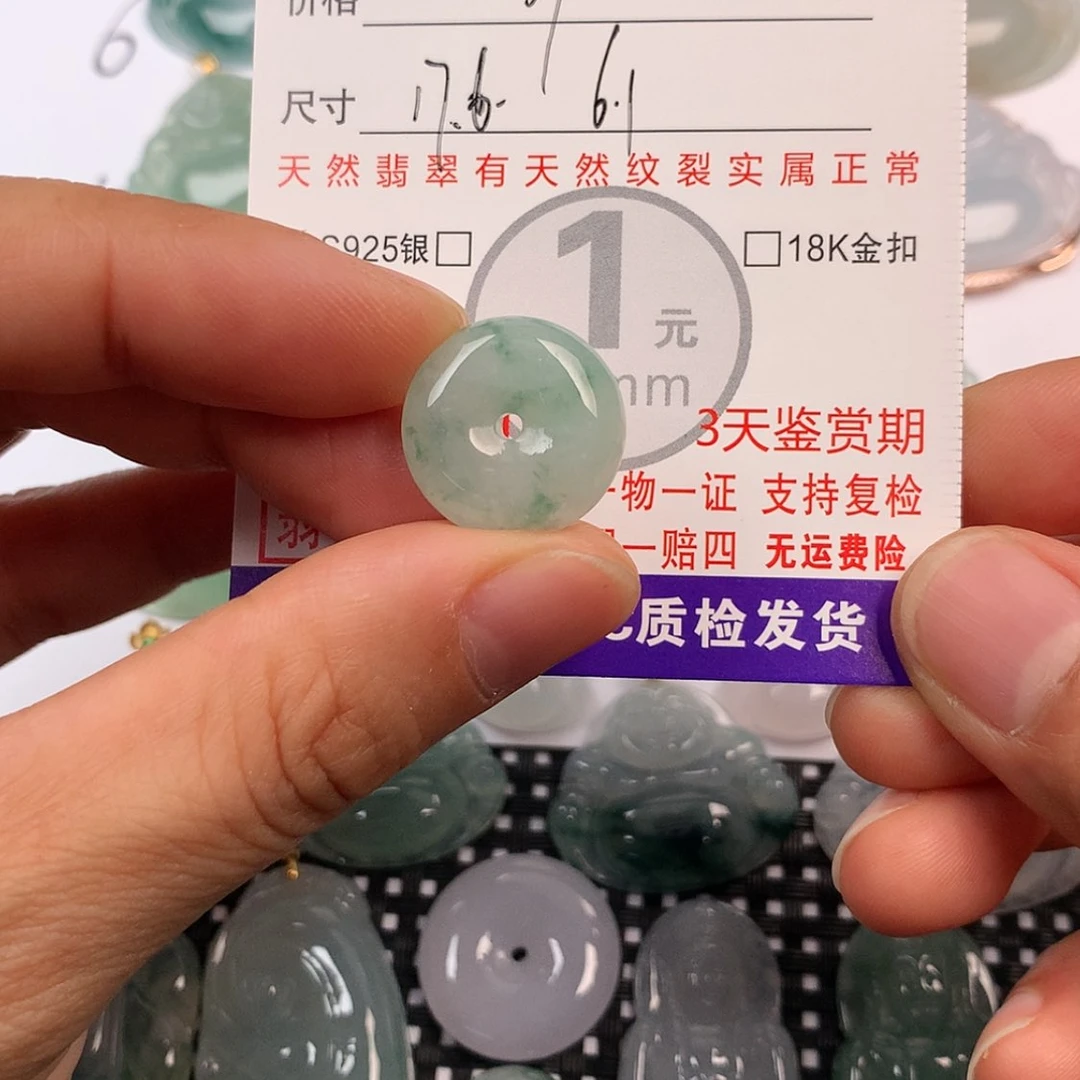 6
价格
尺寸 17.6 6.1
天然翡翠有天然纹裂实属正常
S925银□ □18K金扣
1元
mm
3天鉴赏期
物一证 支持复检
一赔四 无运费险
翡
质检发货